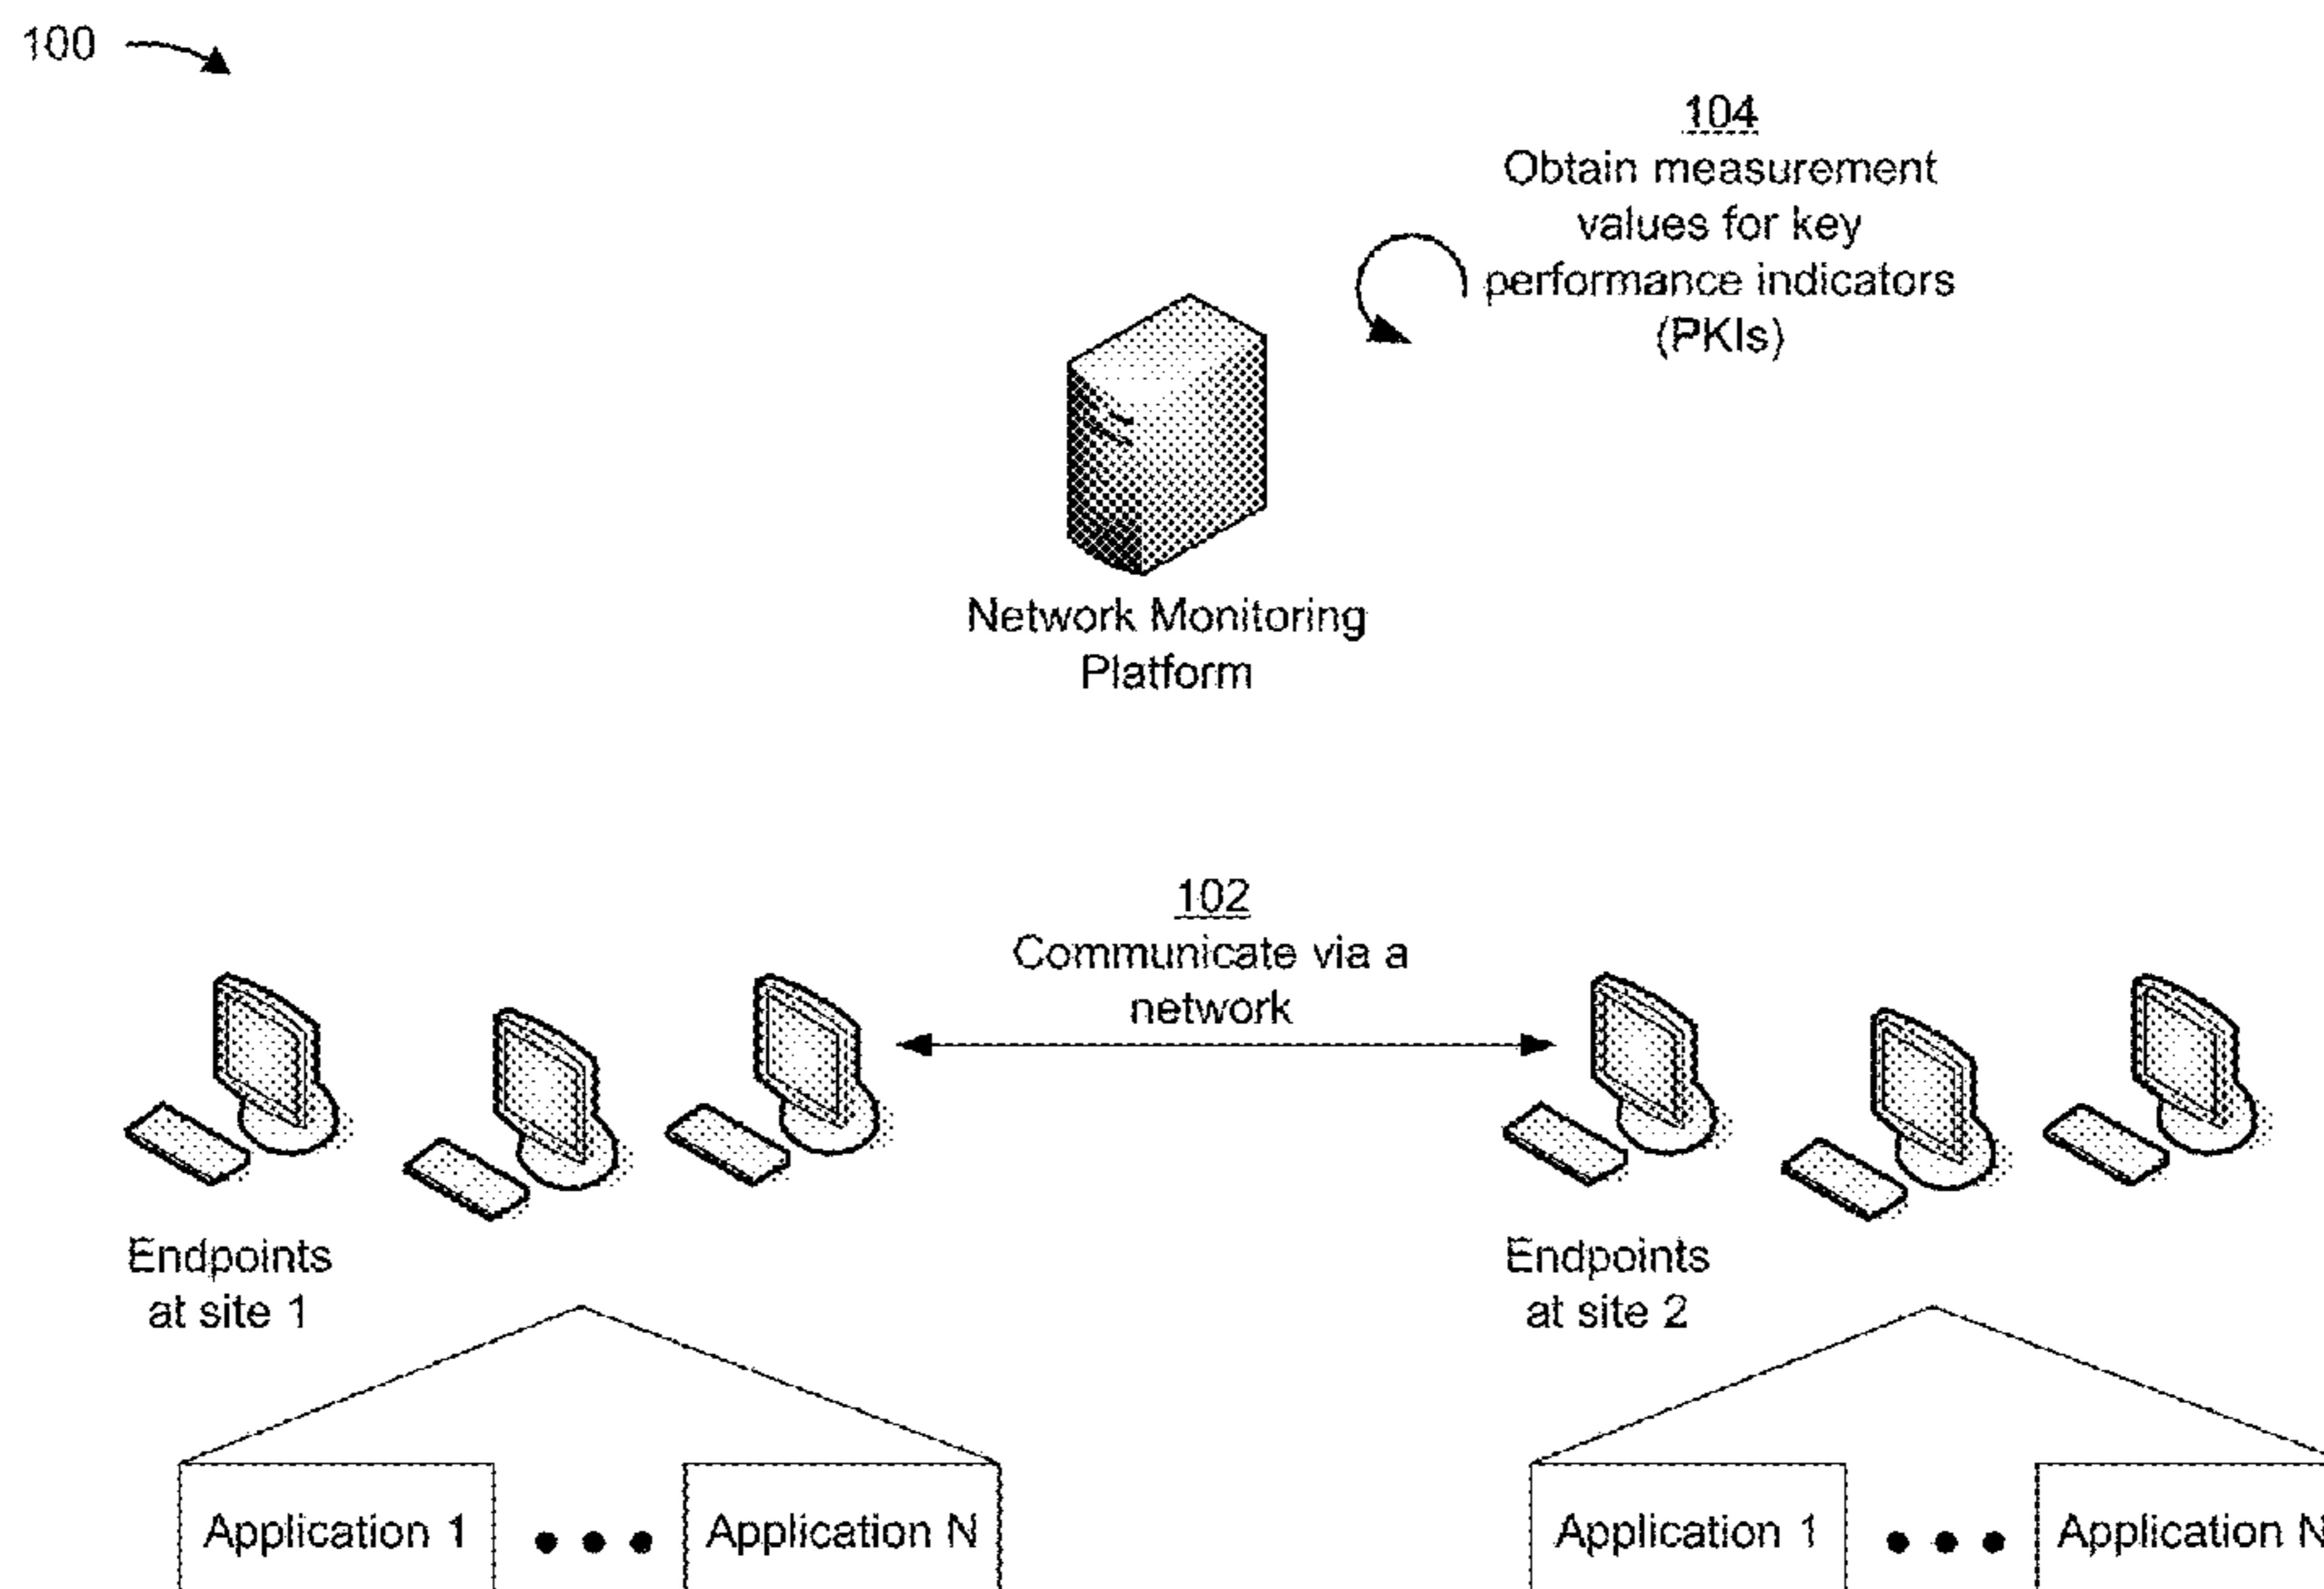 100
104
Obtain measurement
values for key
performance indicators
(PKIs)
Network Monitoring
Platform
102
Communicate via a
network
Endpoints
at site 1
Endpoints
at site 2
Application 1
Application N
Application 1
Application N